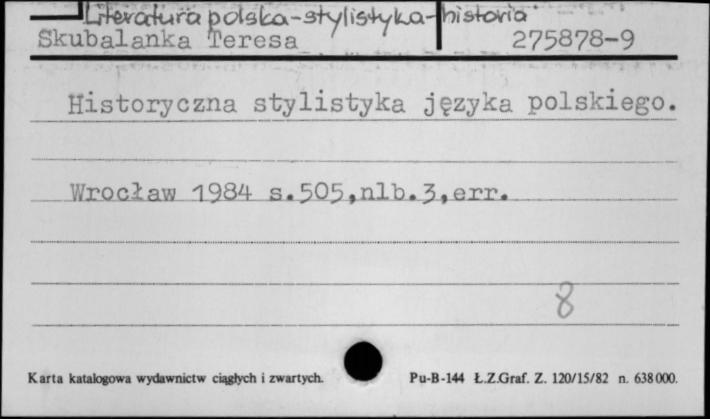 Literatura polska-stylistyka-historia
Skubalanka Teresa 275878-9
Historyczna stylistyka języka polskiego.
Wrocław 1984 s.505,nlb.3,err.
8
Karta katalogowa wydawnictw ciągłych i zwartych. Pu-B-144 Ł.Z.Graf. Z. 120/15/82 n. 638000.